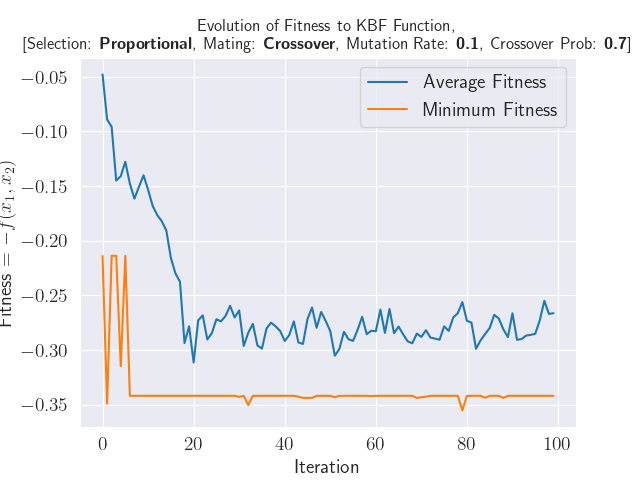 Evolution of Fitness to KBF Function,
[Selection: Proportional, Mating: Crossover, Mutation Rate: 0.1, Crossover Prob: 0.7]
Average Fitness
Minimum Fitness
−0.05
−0.10
−0.15
−0.20
−0.25
−0.30
−0.35
Fitness = −f(x₁, x₂)
0 20 40 60 80 100
Iteration